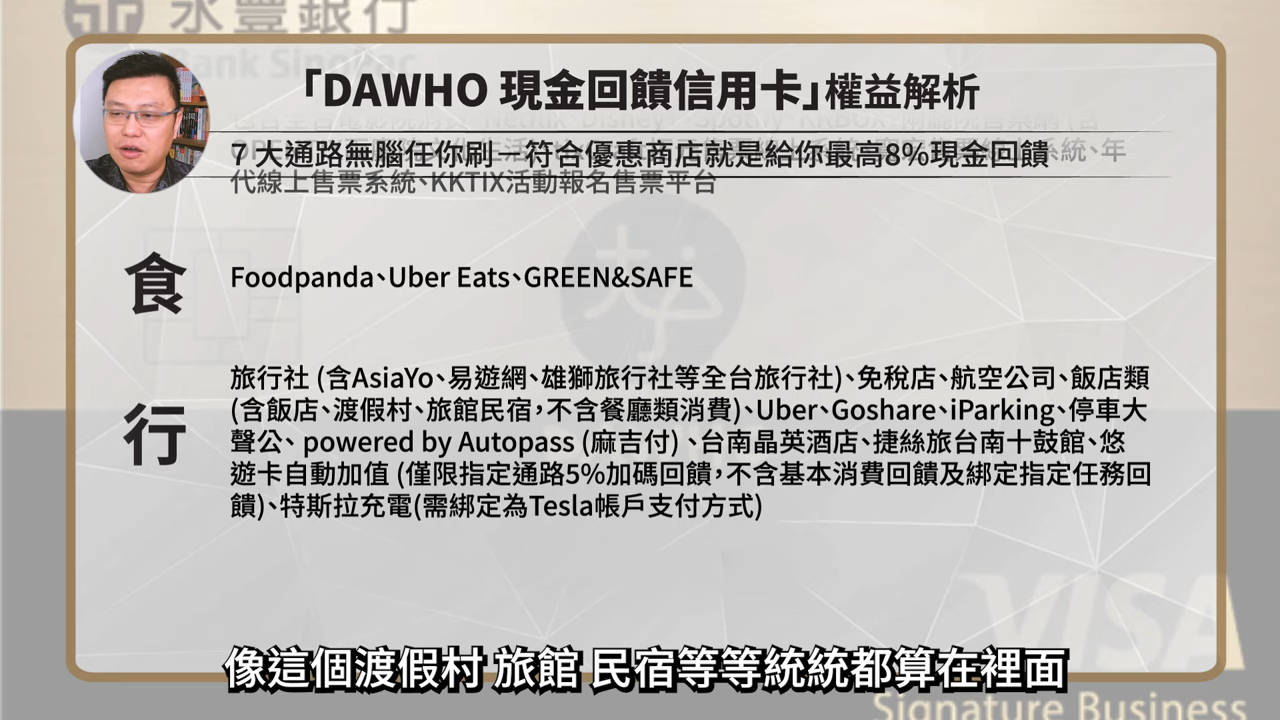 永豐銀行
Bank SinoPac
「DAWHO 現金回饋信用卡」權益解析
7 大通路無腦任你刷－符合優惠商店就是給你最高8%現金回饋
統、年
代線上售票系統、KKTIX活動報名售票平台
食
Foodpanda、Uber Eats、GREEN&SAFE
行
旅行社 (含AsiaYo、易遊網、雄獅旅行社等全台旅行社)、免稅店、航空公司、飯店類
(含飯店、渡假村、旅館民宿，不含餐廳類消費)、Uber、Goshare、iParking、停車大
聲公、 powered by Autopass (麻吉付) 、台南晶英酒店、捷絲旅台南十鼓館、悠
遊卡自動加值 (僅限指定通路5%加碼回饋，不含基本消費回饋及綁定指定任務回
饋)、特斯拉充電(需綁定為Tesla帳戶支付方式)
大戶
VISA
像這個渡假村 旅館 民宿等等統統都算在裡面
Signature Business